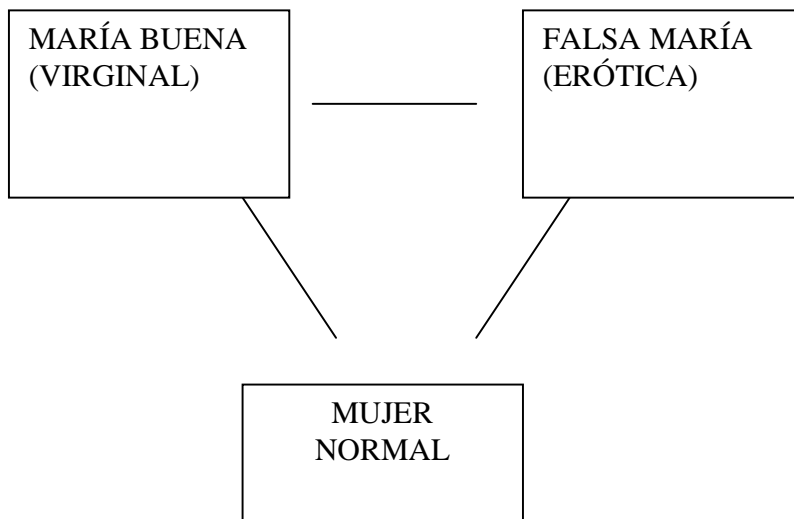 MARÍA BUENA
(VIRGINAL)
FALSA MARÍA
(ERÓTICA)
MUJER
NORMAL